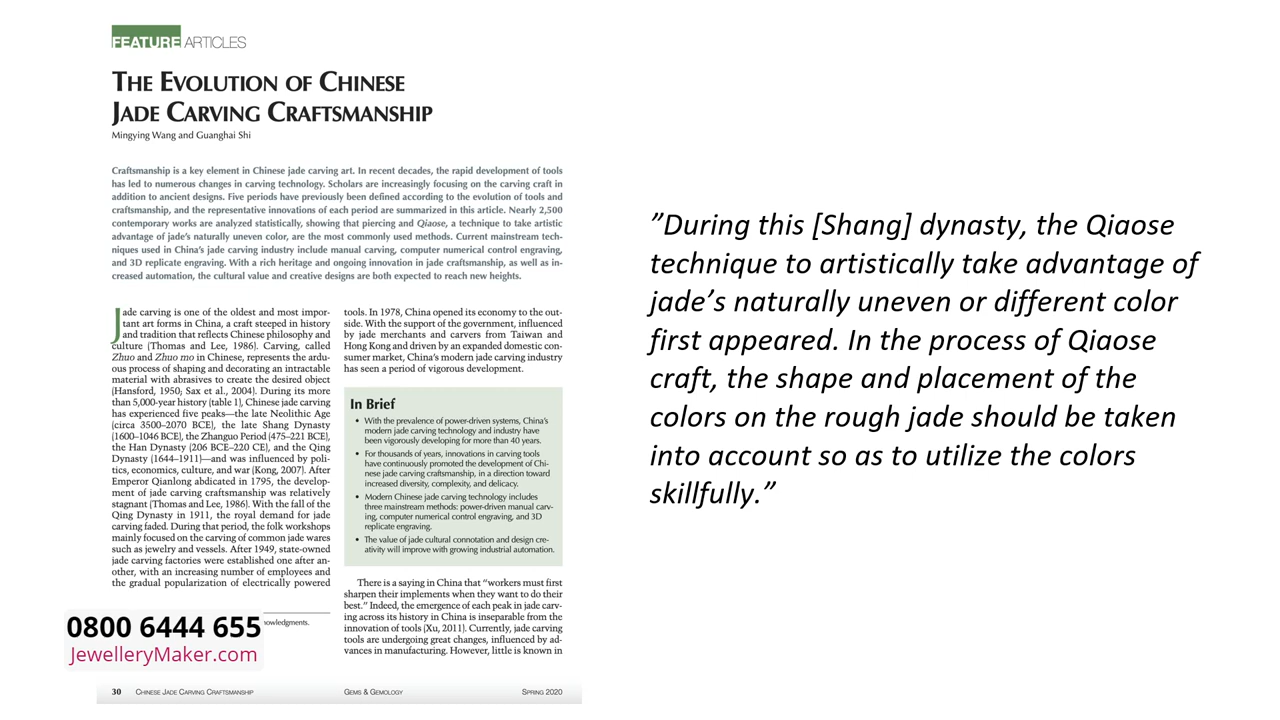 FEATURE ARTICLES
THE EVOLUTION OF CHINESE
JADE CARVING CRAFTSMANSHIP
Mingying Wang and Guanghai Shi
Craftsmanship is a key element in Chinese jade carving art. In recent decades, the rapid development of tools
has led to numerous changes in carving technology. Scholars are increasingly focusing on the carving craft in
addition to ancient designs. Five periods have previously been defined according to the evolution of tools and
craftsmanship, and the representative innovations of each period are summarized in this article. Nearly 2,500
contemporary works are analyzed statistically, showing that piercing and Qiaose, a technique to take artistic
advantage of jade's naturally uneven color, are the most commonly used methods. Current mainstream tech-
niques used in China's jade carving industry include manual carving, computer numerical control engraving,
and 3D replicate engraving. With a rich heritage and ongoing innovation in jade craftsmanship, as well as in-
creased automation, the cultural value and creative designs are both expected to reach new heights.
Jade carving is one of the oldest and most impor-
tant art forms in China, a craft steeped in history
and tradition that reflects Chinese philosophy and
culture (Thomas and Lee, 1986). Carving, called
Zhuo and Zhuo mo in Chinese, represents the ardu-
ous process of shaping and decorating an intractable
material with abrasives to create the desired object
(Hansford, 1950; Sax et al., 2004). During its more
than 5,000-year history (table 1), Chinese jade carving
has experienced five peaks—the late Neolithic Age
(circa 3500–2070 BCE), the late Shang Dynasty
(1600–1046 BCE), the Zhanguo Period (475–221 BCE),
the Han Dynasty (206 BCE–220 CE), and the Qing
Dynasty (1644–1911)—and was influenced by poli-
tics, economics, culture, and war (Kong, 2007). After
Emperor Qianlong abdicated in 1795, the develop-
ment of jade carving craftsmanship was relatively
stagnant (Thomas and Lee, 1986). With the fall of the
Qing Dynasty in 1911, the royal demand for jade
carving faded. During that period, the folk workshops
mainly focused on the carving of common jade wares
such as jewelry and vessels. After 1949, state-owned
jade carving factories were established one after an-
other, with an increasing number of employees and
the gradual popularization of electrically powered
tools. In 1978, China opened its economy to the out-
side. With the support of the government, influenced
by jade merchants and carvers from Taiwan and
Hong Kong and driven by an expanded domestic con-
sumer market, China's modern jade carving industry
has seen a period of vigorous development.
In Brief
• With the prevalence of power-driven systems, China's
modern jade carving technology and industry have
been vigorously developing for more than 40 years.
• For thousands of years, innovations in carving tools
have continuously promoted the development of Chi-
nese jade carving craftsmanship, in a direction toward
increased diversity, complexity, and delicacy.
• Modern Chinese jade carving technology includes
three mainstream methods: power-driven manual carv-
ing, computer numerical control engraving, and 3D
replicate engraving.
• The value of jade cultural connotation and design cre-
ativity will improve with growing industrial automation.
There is a saying in China that "workers must first
sharpen their implements when they want to do their
best." Indeed, the emergence of each peak in jade carv-
ing across its history in China is inseparable from the
innovation of tools (Xu, 2011). Currently, jade carving
tools are undergoing great changes, influenced by ad-
vances in manufacturing. However, little is known in
nowledgments.
0800 6444 655
JewelleryMaker.com
30 CHINESE JADE CARVING CRAFTSMANSHIP GEMS & GEMOLOGY SPRING 2020
”During this [Shang] dynasty, the Qiaose
technique to artistically take advantage of
jade’s naturally uneven or different color
first appeared. In the process of Qiaose
craft, the shape and placement of the
colors on the rough jade should be taken
into account so as to utilize the colors
skillfully.”